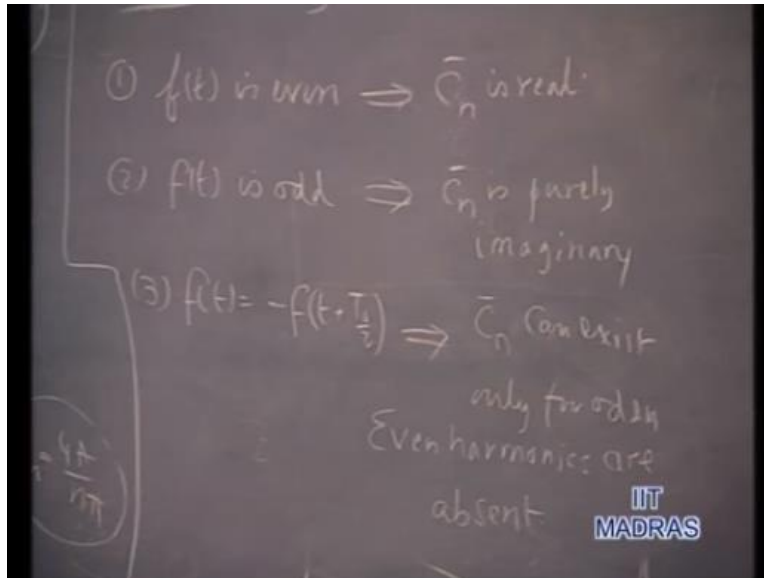 ① f(t) is even ⇒ C̄n is real
(2) f(t) is odd ⇒ C̄n is purely
imaginary
(3) f(t) = -f(t + T1/2) ⇒ C̄n Can exist
only for odd n
Even harmonics are
absent
4A/nπ
IIT
MADRAS